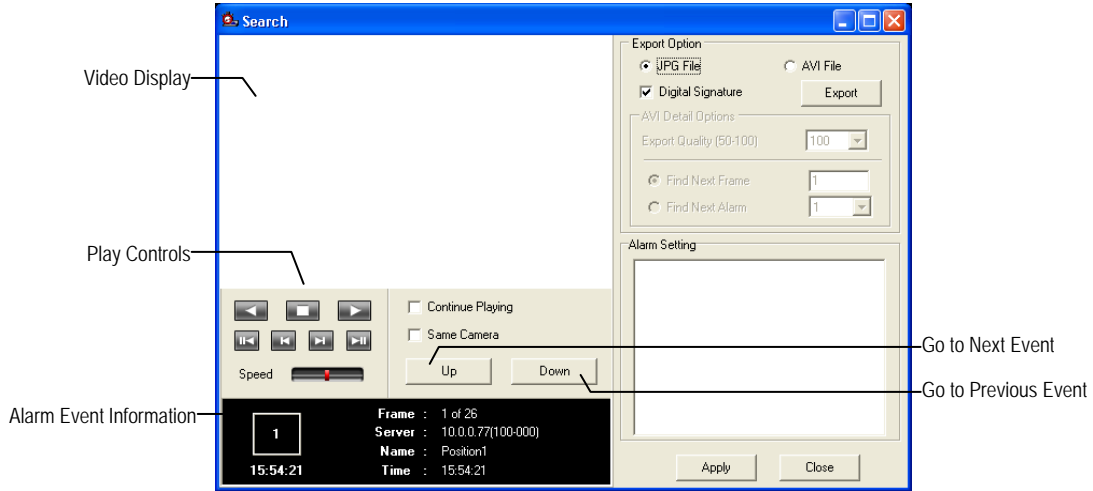 Search
Video Display
Play Controls
Alarm Event Information
Export Option
JPG File
AVI File
Digital Signature
Export
AVI Detail Options
Export Quality (50-100)
100
Find Next Frame
1
Find Next Alarm
1
Alarm Setting
Continue Playing
Same Camera
Up
Down
Speed
Go to Next Event
Go to Previous Event
1
15:54:21
Frame : 1 of 26
Server : 10.0.0.77(100-000)
Name : Position1
Time : 15:54:21
Apply
Close